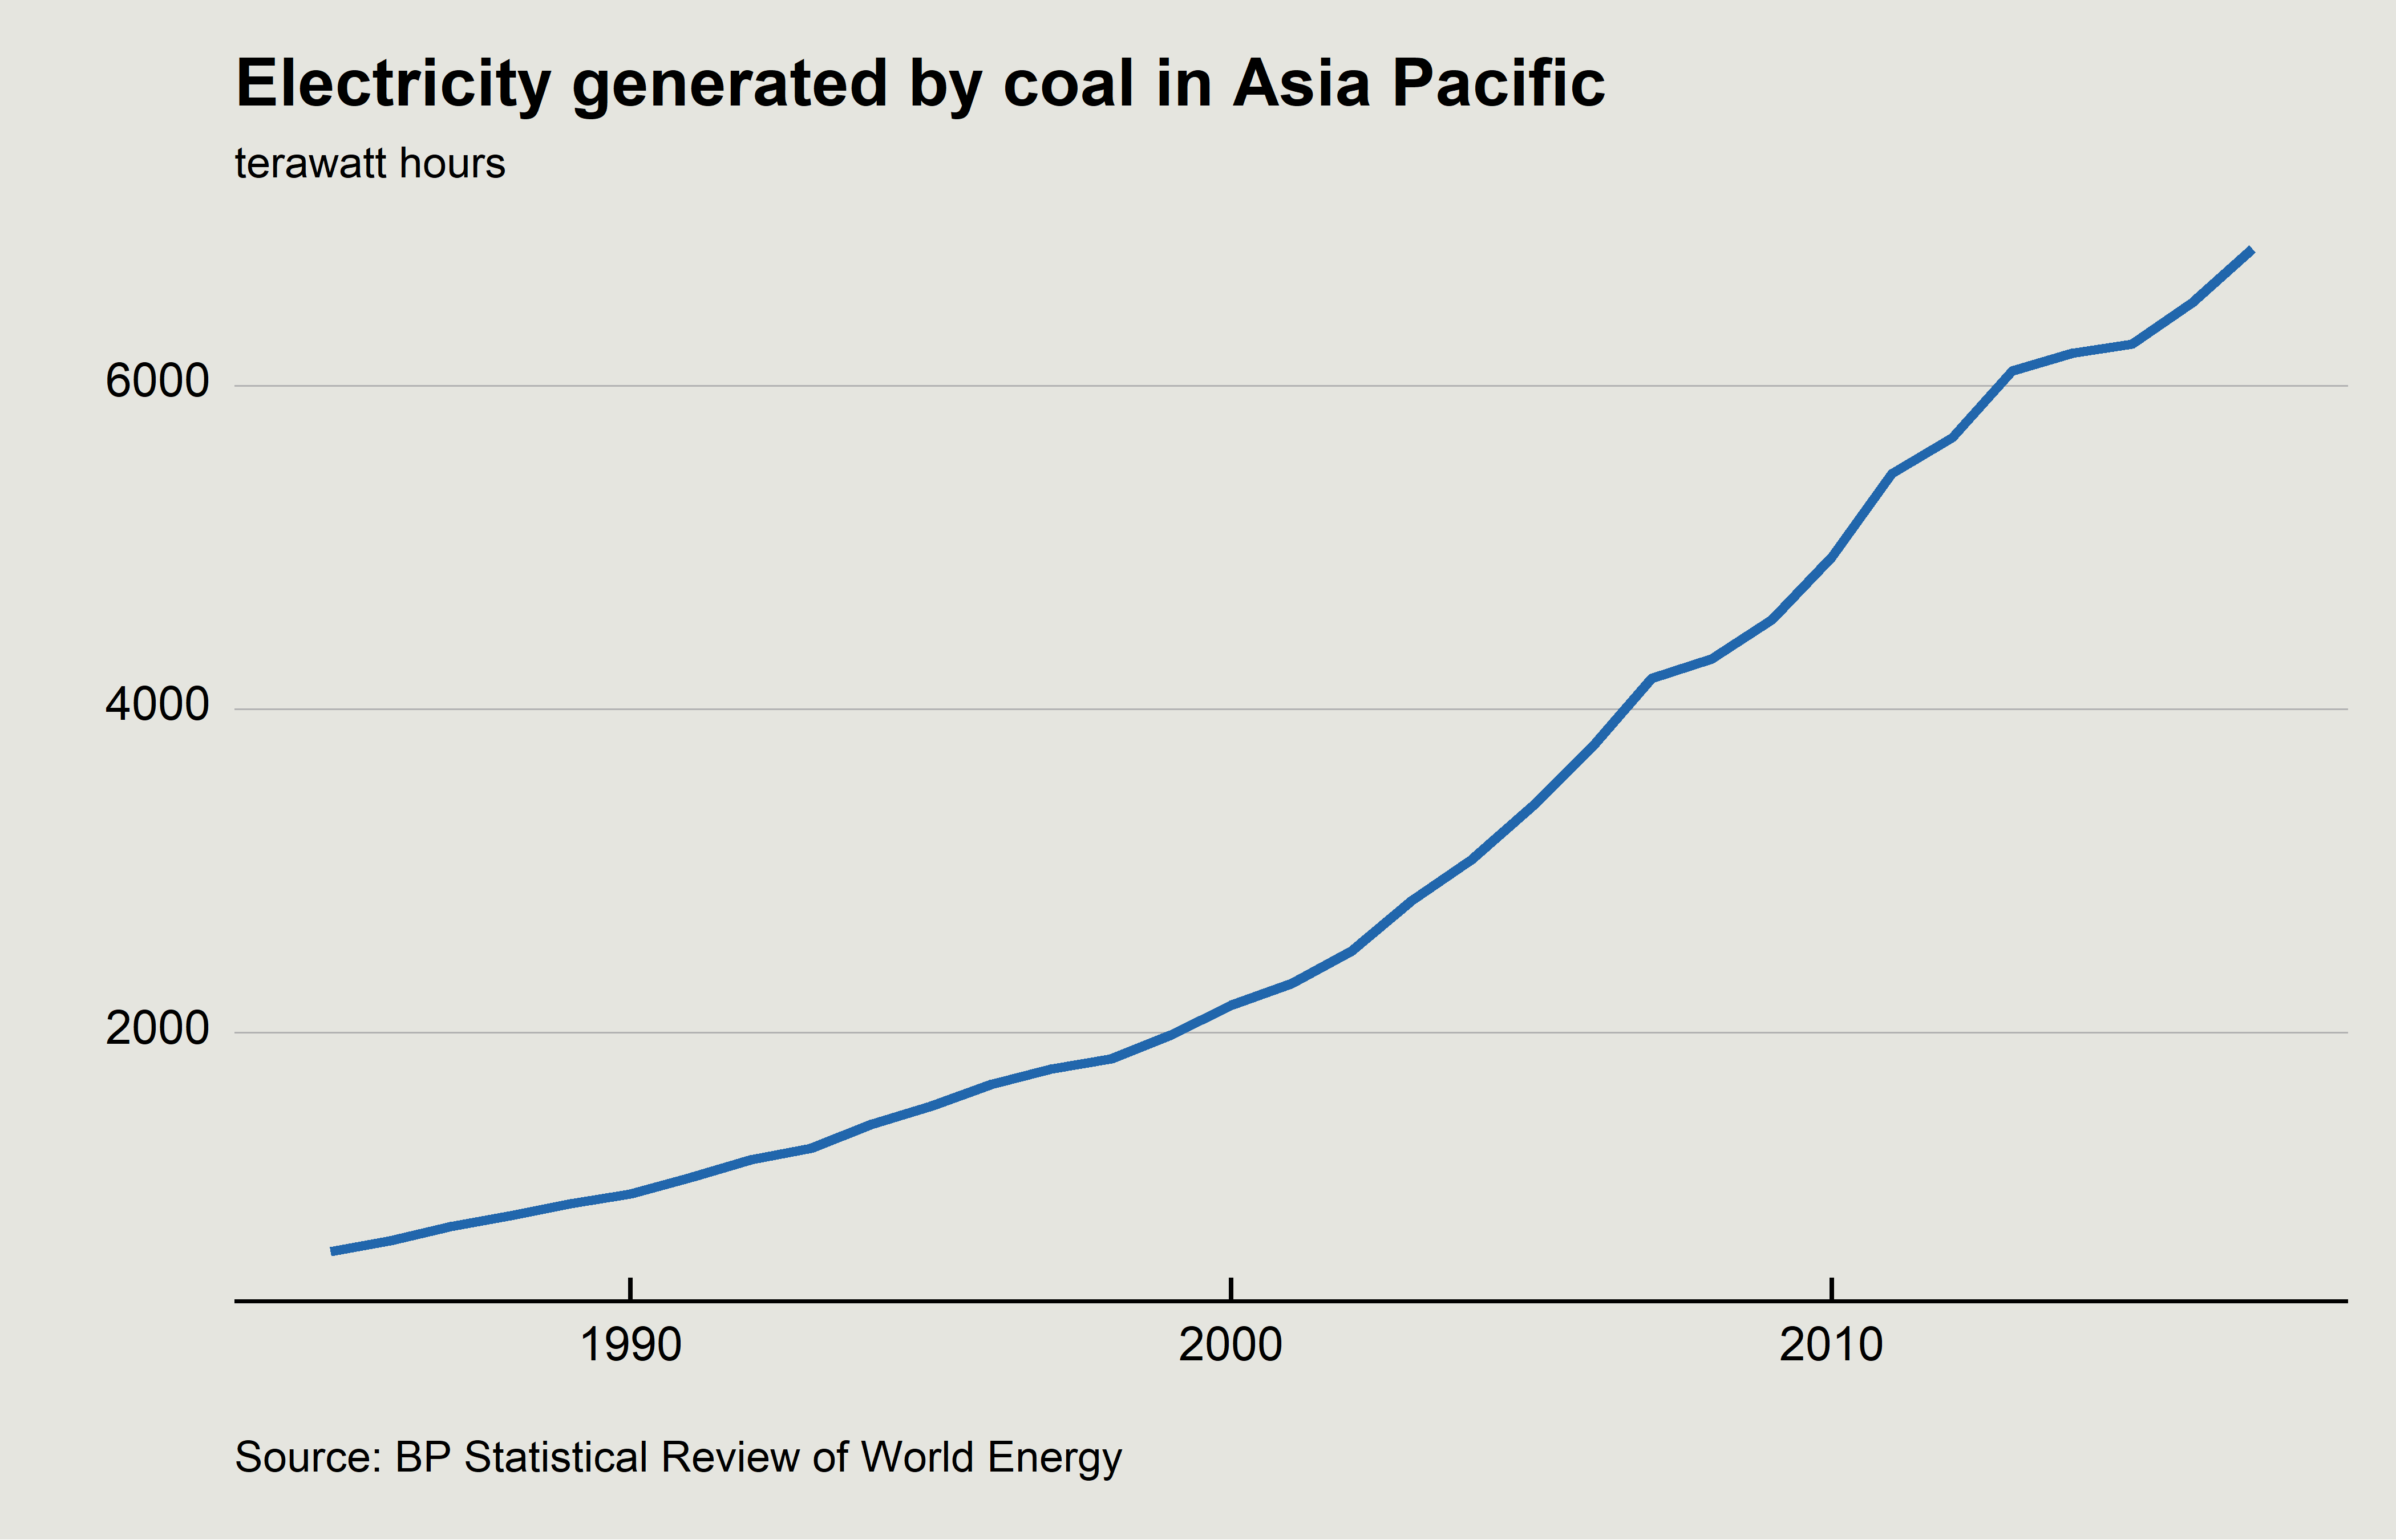 Electricity generated by coal in Asia Pacific
terawatt hours
6000
4000
2000
1990 2000 2010
Source: BP Statistical Review of World Energy